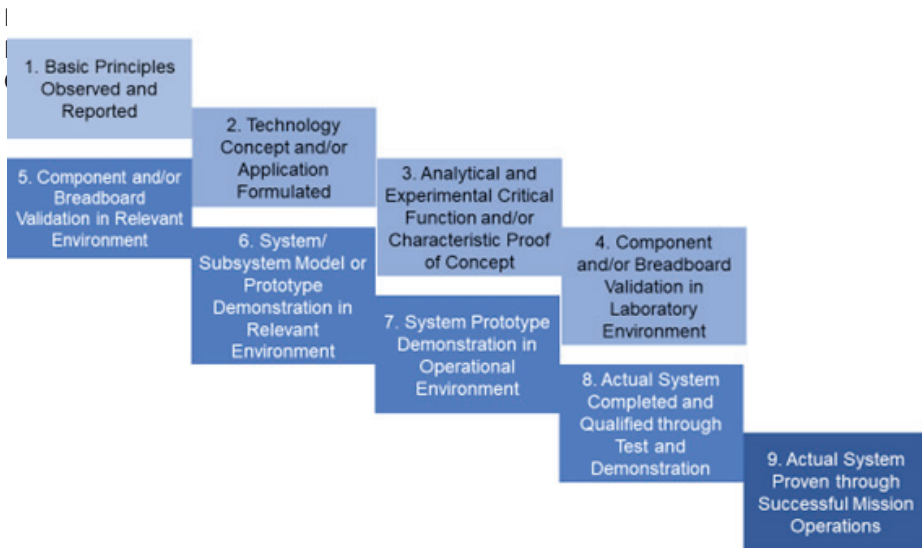 1. Basic Principles
Observed and
Reported
2. Technology
Concept and/or
Application
Formulated
3. Analytical and
Experimental Critical
Function and/or
Characteristic Proof
of Concept
4. Component
and/or Breadboard
Validation in
Laboratory
Environment
5. Component and/or
Breadboard
Validation in Relevant
Environment
6. System/
Subsystem Model or
Prototype
Demonstration in
Relevant
Environment
7. System Prototype
Demonstration in
Operational
Environment
8. Actual System
Completed and
Qualified through
Test and
Demonstration
9. Actual System
Proven through
Successful Mission
Operations